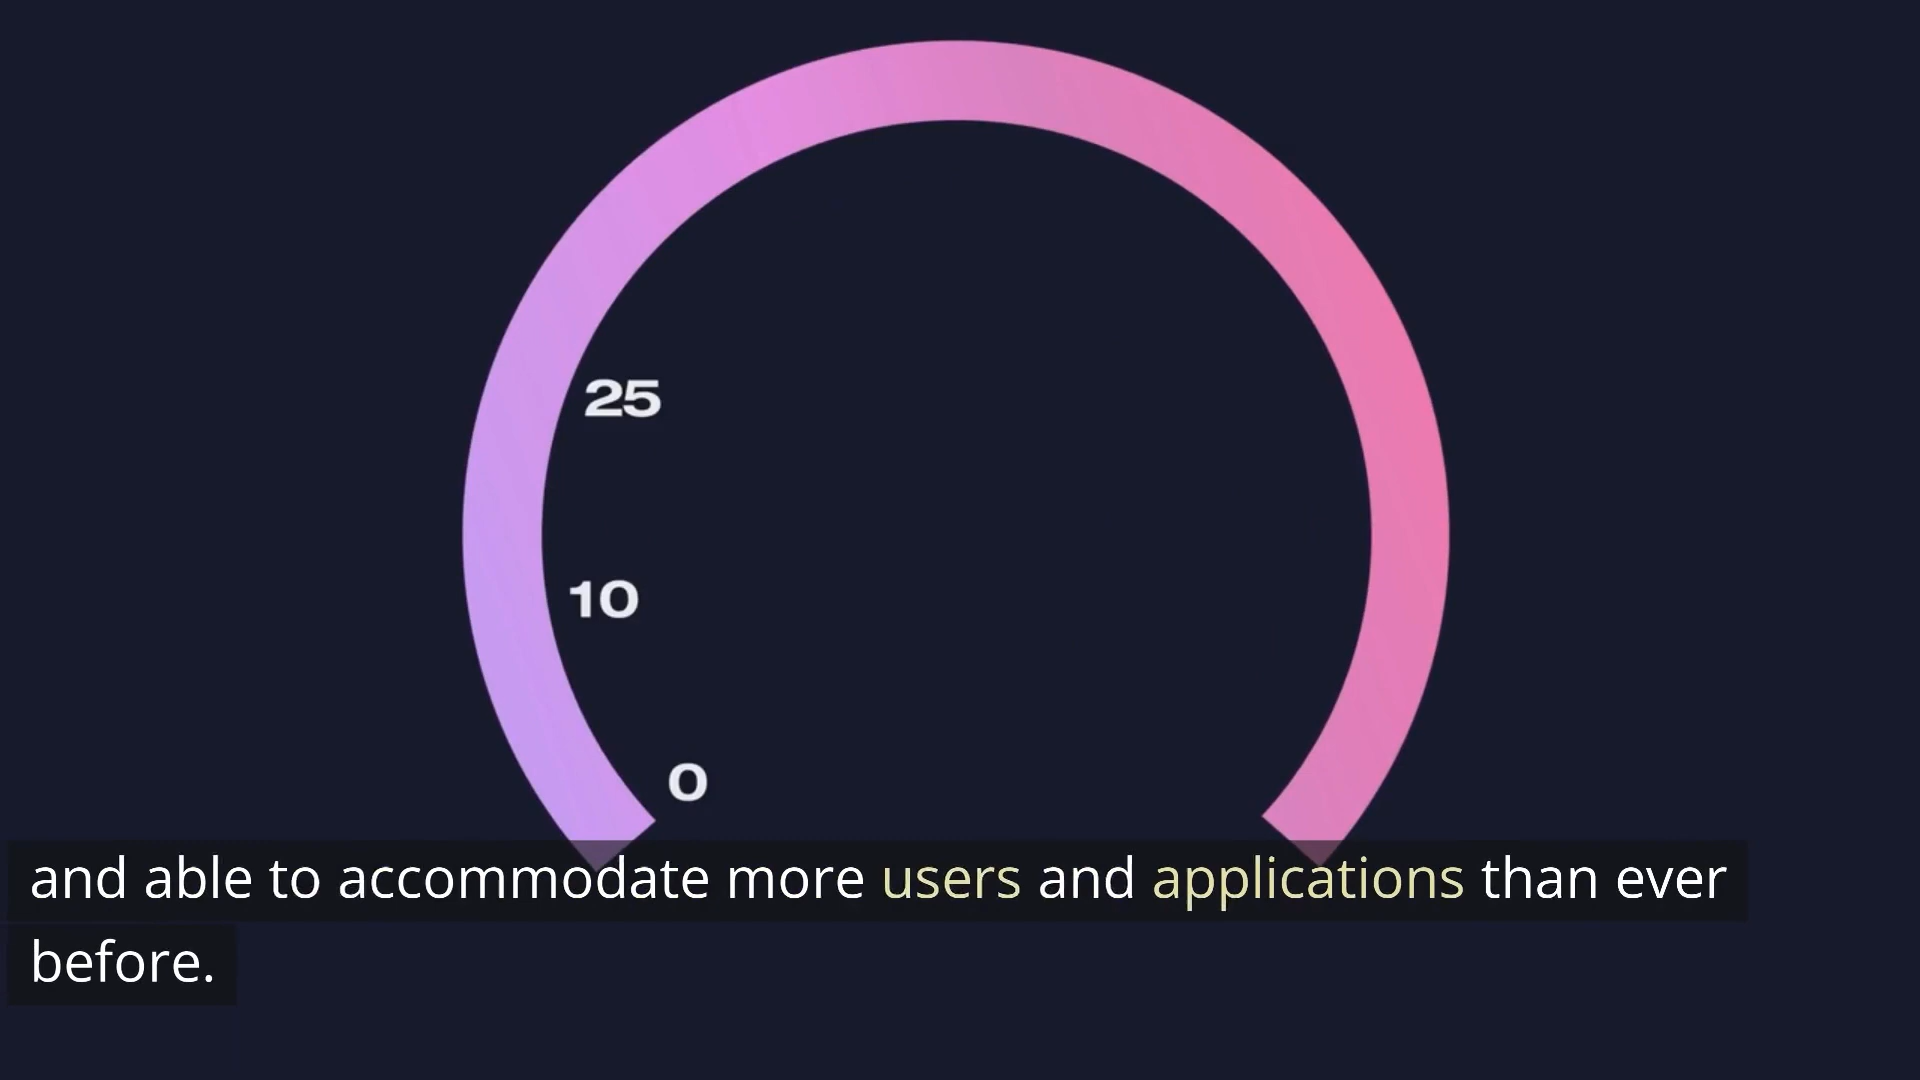 25
10
0
and able to accommodate more users and applications than ever
before.